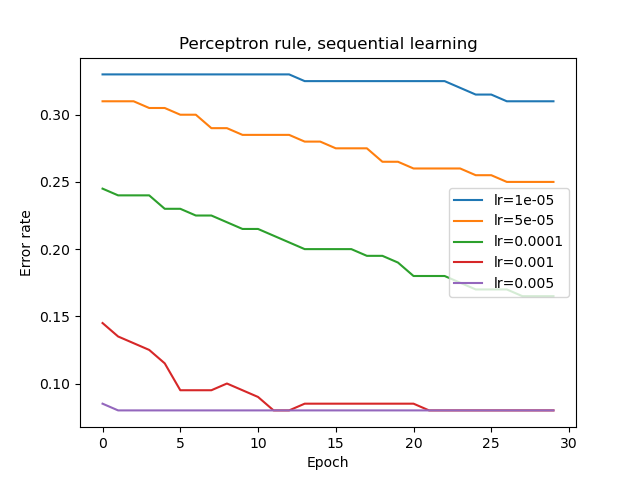 Perceptron rule, sequential learning
Error rate
0.30
0.25
0.20
0.15
0.10
lr=1e-05
lr=5e-05
lr=0.0001
lr=0.001
lr=0.005
0 5 10 15 20 25 30
Epoch